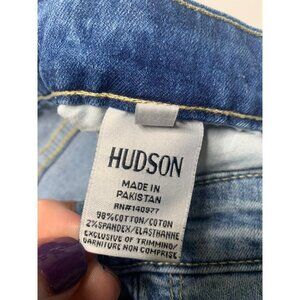 HUDSON
MADE IN
PAKISTAN
RN#140977
98%COTTON/COTON
2%SPANDEX/ELASTHANNE
EXCLUSIVE OF TRIMMING/
GARNITURE NON COMPRISE